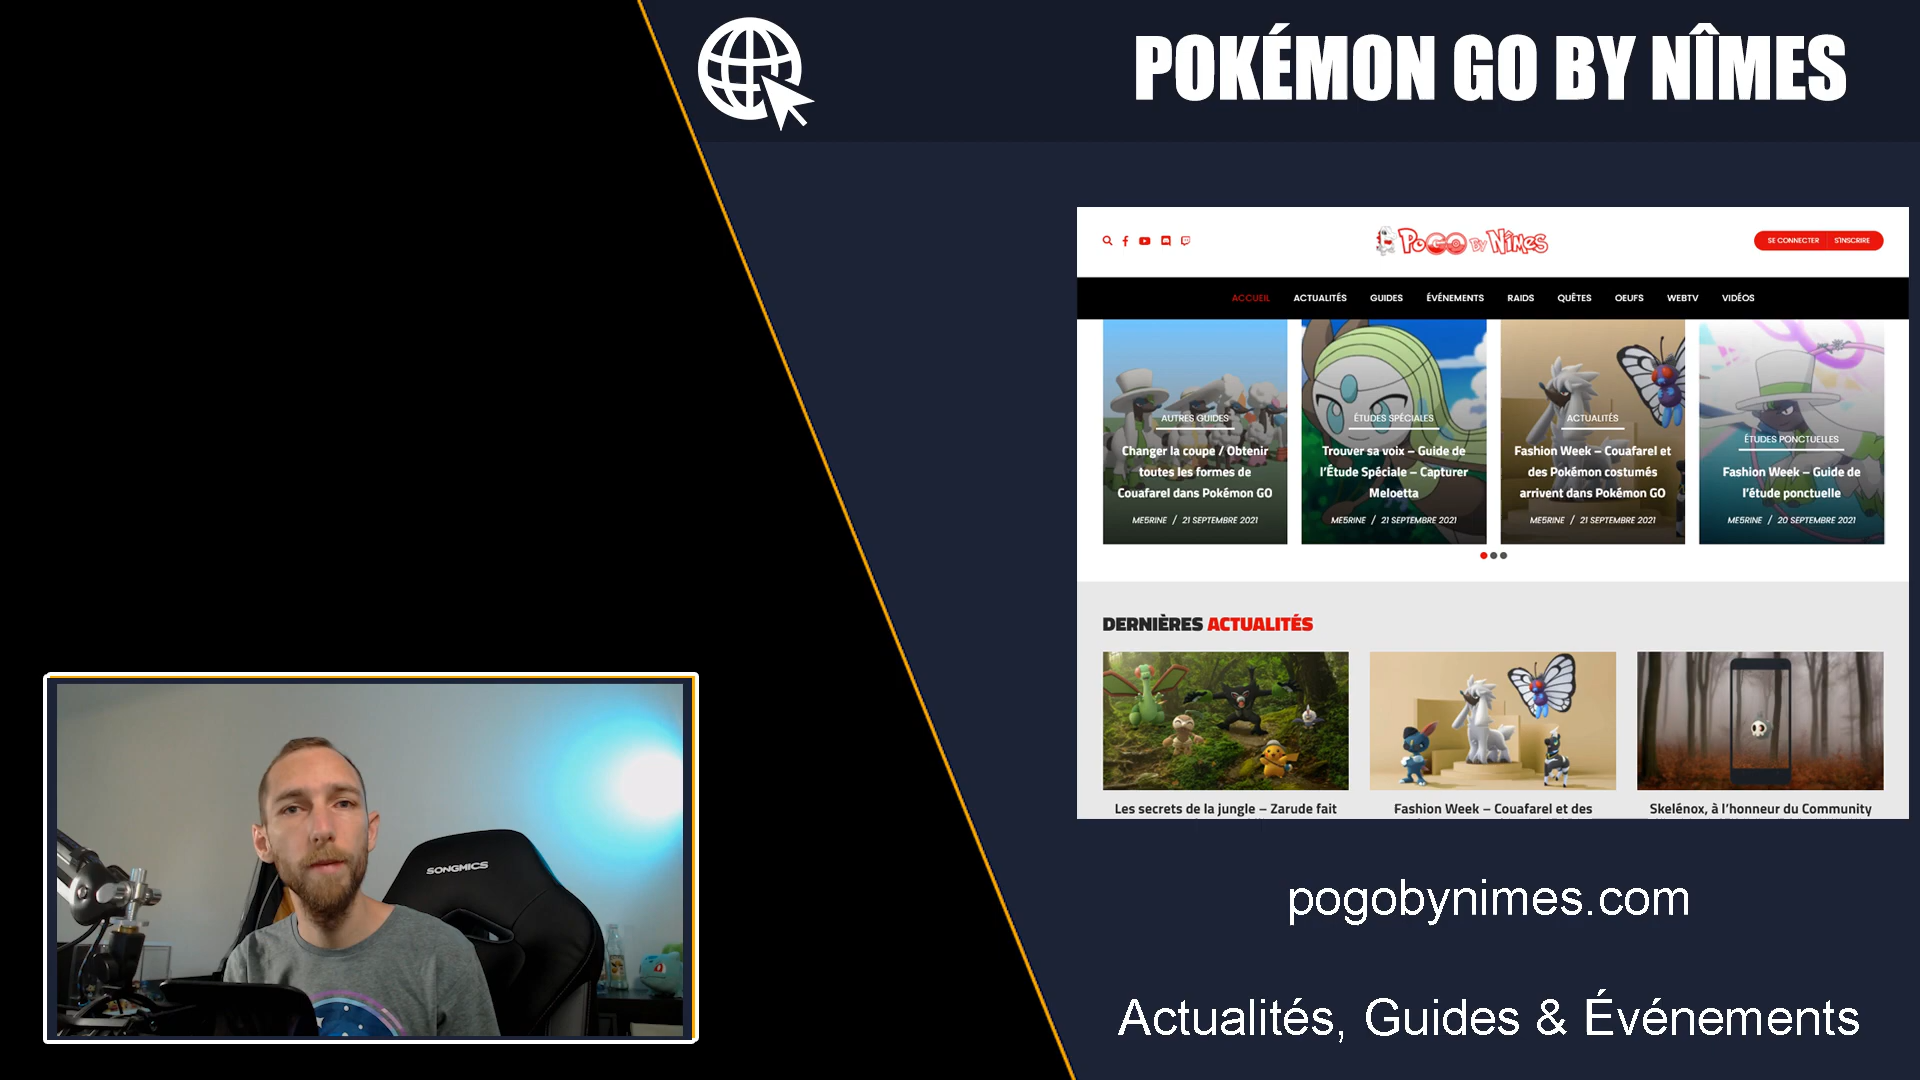 POKÉMON GO BY NÎMES
POGO BY NÎMES
SE CONNECTER S'INSCRIRE
ACCUEIL ACTUALITÉS GUIDES ÉVÉNEMENTS RAIDS QUÊTES OEUFS WEBTV VIDÉOS
AUTRES GUIDES
Changer la coupe / Obtenir
toutes les formes de
Couafarel dans Pokémon GO
ME5RINE / 21 SEPTEMBRE 2021
ÉTUDES SPÉCIALES
Trouver sa voix – Guide de
l'Étude Spéciale – Capturer
Meloetta
ME5RINE / 21 SEPTEMBRE 2021
ACTUALITÉS
Fashion Week – Couafarel et
des Pokémon costumés
arrivent dans Pokémon GO
ME5RINE / 21 SEPTEMBRE 2021
ÉTUDES PONCTUELLES
Fashion Week – Guide de
l'étude ponctuelle
ME5RINE / 20 SEPTEMBRE 2021
DERNIÈRES ACTUALITÉS
Les secrets de la jungle – Zarude fait
Fashion Week – Couafarel et des
Skelénox, à l'honneur du Community
SONGMICS
pogobynimes.com
Actualités, Guides & Événements